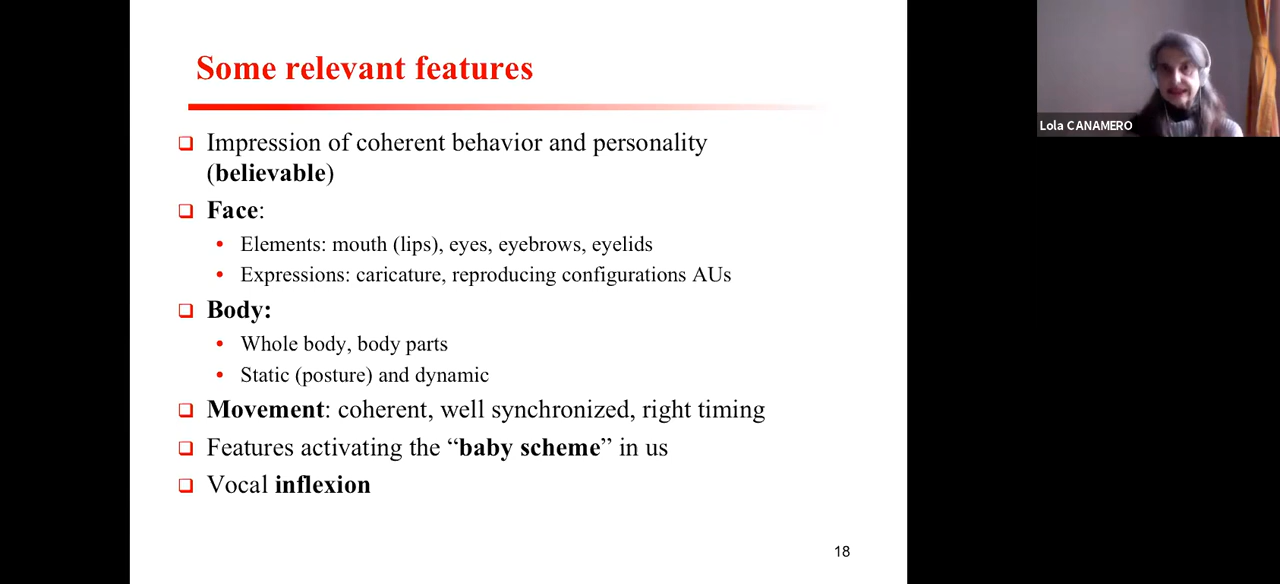 Some relevant features
Impression of coherent behavior and personality
(believable)
Face:
Elements: mouth (lips), eyes, eyebrows, eyelids
Expressions: caricature, reproducing configurations AUs
Body:
Whole body, body parts
Static (posture) and dynamic
Movement: coherent, well synchronized, right timing
Features activating the “baby scheme” in us
Vocal inflexion
18
Lola CANAMERO